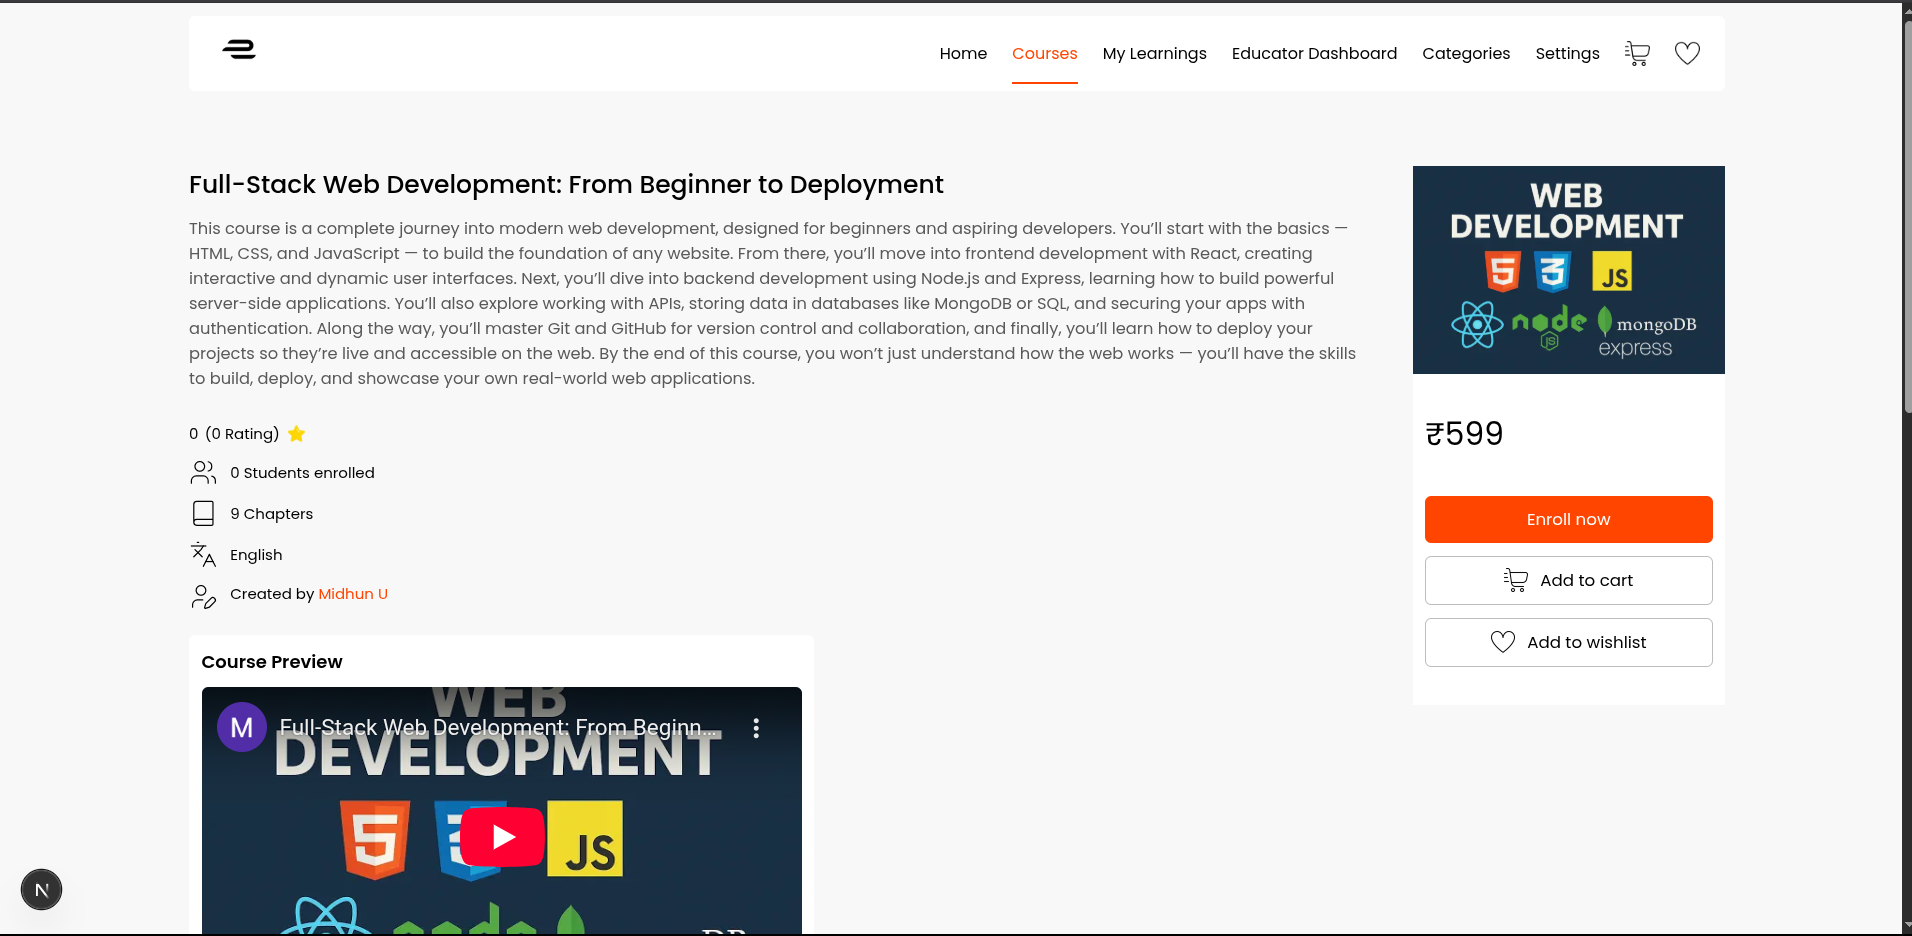 Home Courses My Learnings Educator Dashboard Categories Settings
Full-Stack Web Development: From Beginner to Deployment
This course is a complete journey into modern web development, designed for beginners and aspiring developers. You’ll start with the basics —
HTML, CSS, and JavaScript — to build the foundation of any website. From there, you’ll move into frontend development with React, creating
interactive and dynamic user interfaces. Next, you’ll dive into backend development using Node.js and Express, learning how to build powerful
server-side applications. You’ll also explore working with APIs, storing data in databases like MongoDB or SQL, and securing your apps with
authentication. Along the way, you’ll master Git and GitHub for version control and collaboration, and finally, you’ll learn how to deploy your
projects so they’re live and accessible on the web. By the end of this course, you won’t just understand how the web works — you’ll have the skills
to build, deploy, and showcase your own real-world web applications.
0 (0 Rating)
0 Students enrolled
9 Chapters
English
Created by Midhun U
WEB
DEVELOPMENT
5 3 JS
node mongoDB
JS express
₹599
Enroll now
Add to cart
Add to wishlist
Course Preview
WEB
M Full-Stack Web Development: From Beginn...
DEVELOPMENT
5 JS
N